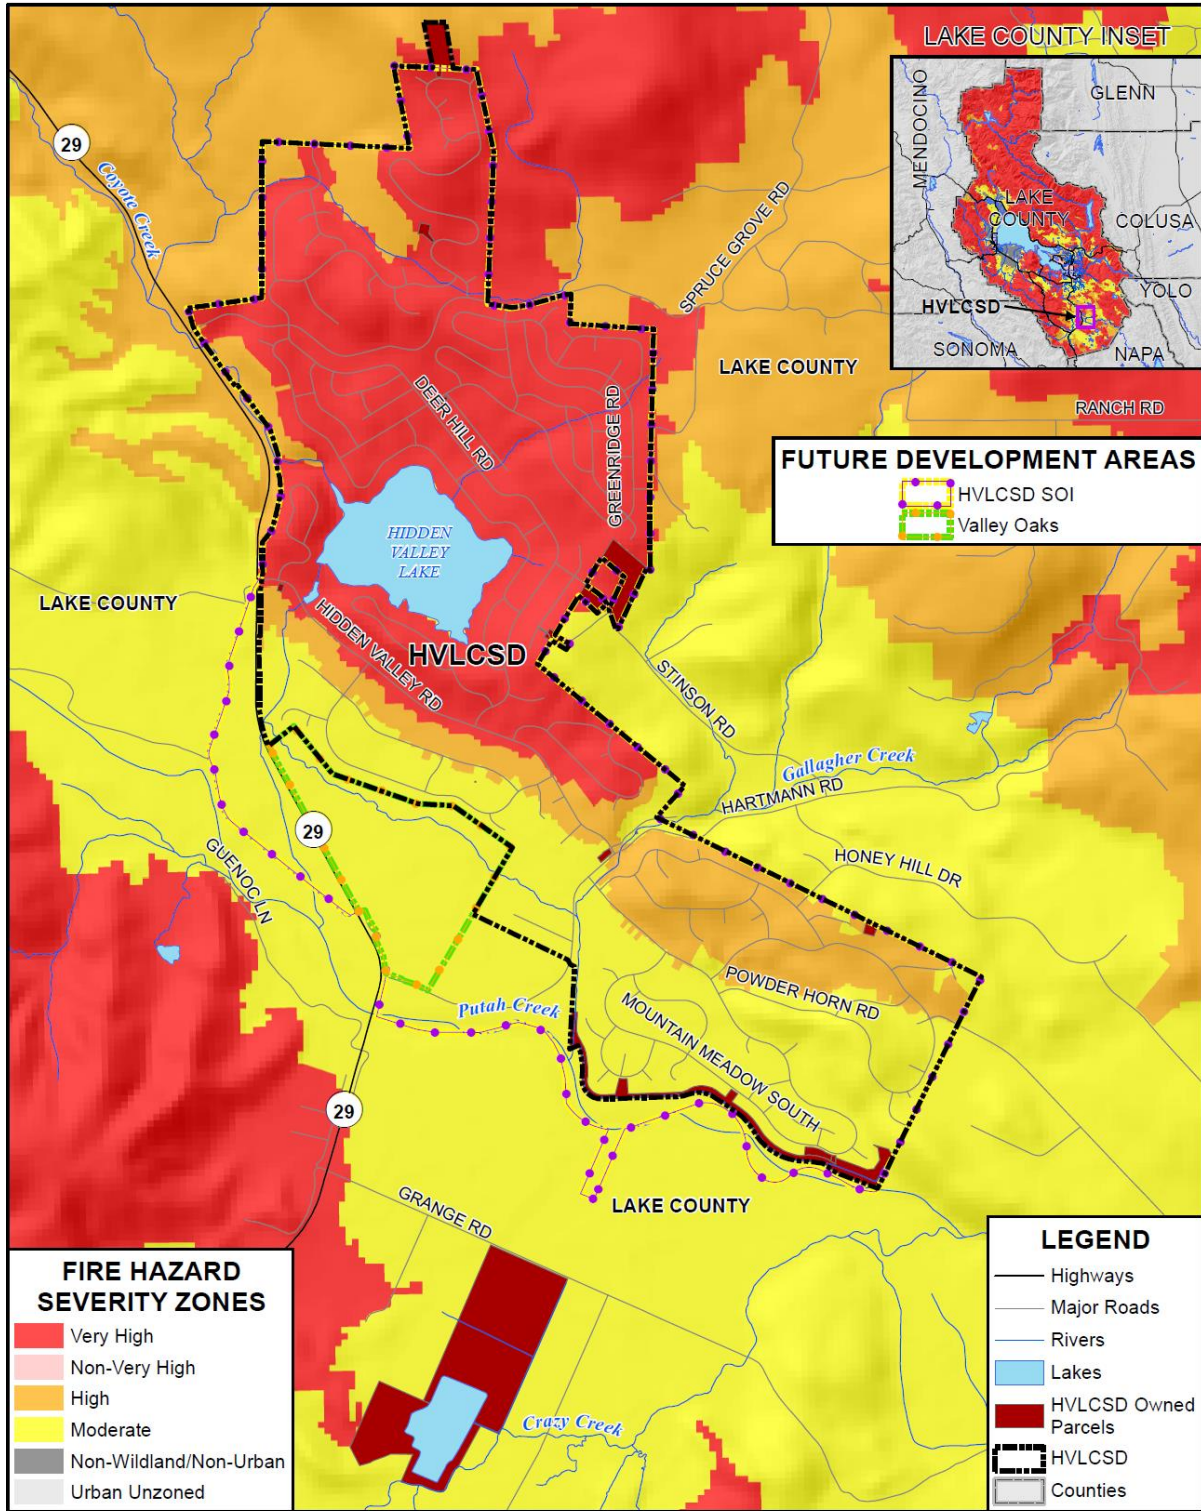 LAKE COUNTY INSET
GLENN
MENDOCINO
LAKE
COUNTY
COLUSA
YOLO
HVLCSD
SONOMA
NAPA
29
Coyote Creek
SPRUCE GROVE RD
LAKE COUNTY
RANCH RD
DEER HILL RD
GREENRIDGE RD
FUTURE DEVELOPMENT AREAS
HVLCSD SOI
Valley Oaks
HIDDEN
VALLEY
LAKE
LAKE COUNTY
HIDDEN VALLEY RD
HVLCSD
STINSON RD
Gallagher Creek
HARTMANN RD
29
GUENOC LN
HONEY HILL DR
POWDER HORN RD
Putah Creek
MOUNTAIN MEADOW SOUTH
29
LAKE COUNTY
GRANGE RD
Crazy Creek
FIRE HAZARD
SEVERITY ZONES
Very High
Non-Very High
High
Moderate
Non-Wildland/Non-Urban
Urban Unzoned
LEGEND
Highways
Major Roads
Rivers
Lakes
HVLCSD Owned
Parcels
HVLCSD
Counties